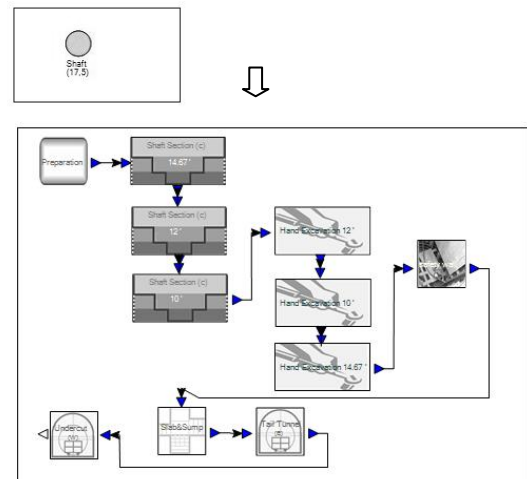 Shaft
(17,5)
Preparation
Shaft Section (c)
14.67'
Shaft Section (c)
12'
Shaft Section (c)
10'
Hand Excavation 12'
Hand Excavation 10'
Hand Excavation 14.67'
Slab&Sump
Tail Tunne
(E)
Undercut
(W)